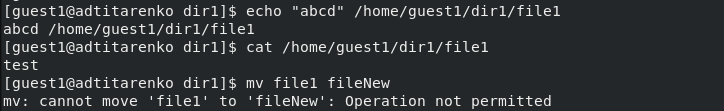 [guest1@adtitarenko dir1]$ echo "abcd" /home/guest1/dir1/file1
abcd /home/guest1/dir1/file1
[guest1@adtitarenko dir1]$ cat /home/guest1/dir1/file1
test
[guest1@adtitarenko dir1]$ mv file1 fileNew
mv: cannot move 'file1' to 'fileNew': Operation not permitted